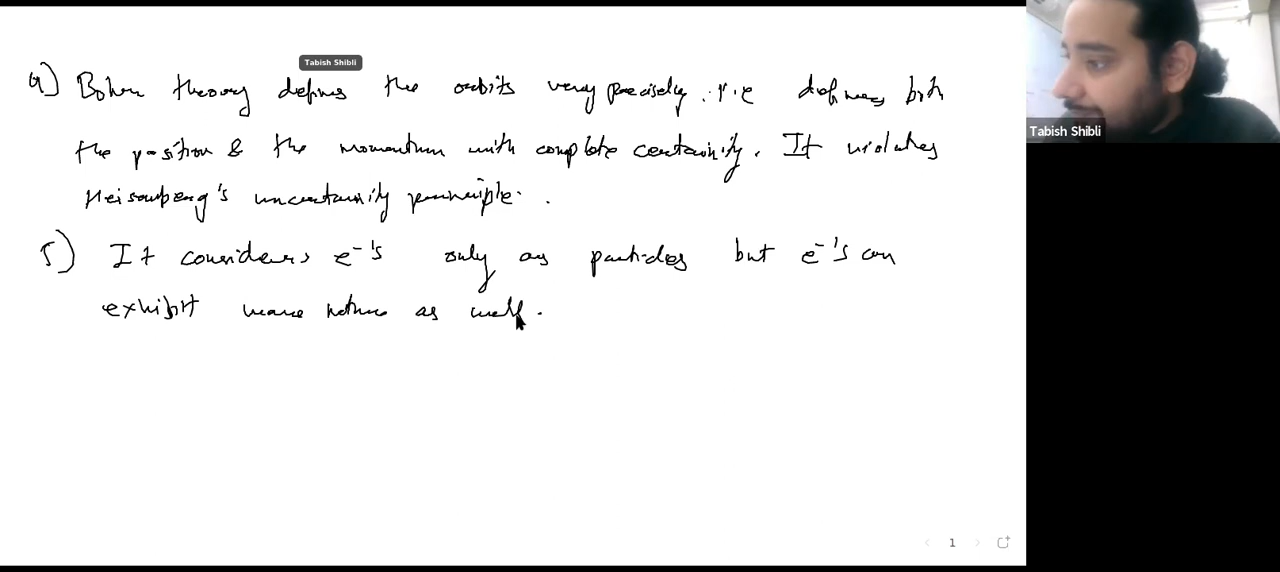 Tabish Shibli
4) Bohr theory defines the orbits very precisely. i.e defines both
the position & the momentum with complete certainity. It violates
Heisenberg's uncertainity principle.
5) It considers e⁻'s only as particles but e⁻'s can
exhibit wave nature as well.
Tabish Shibli
1